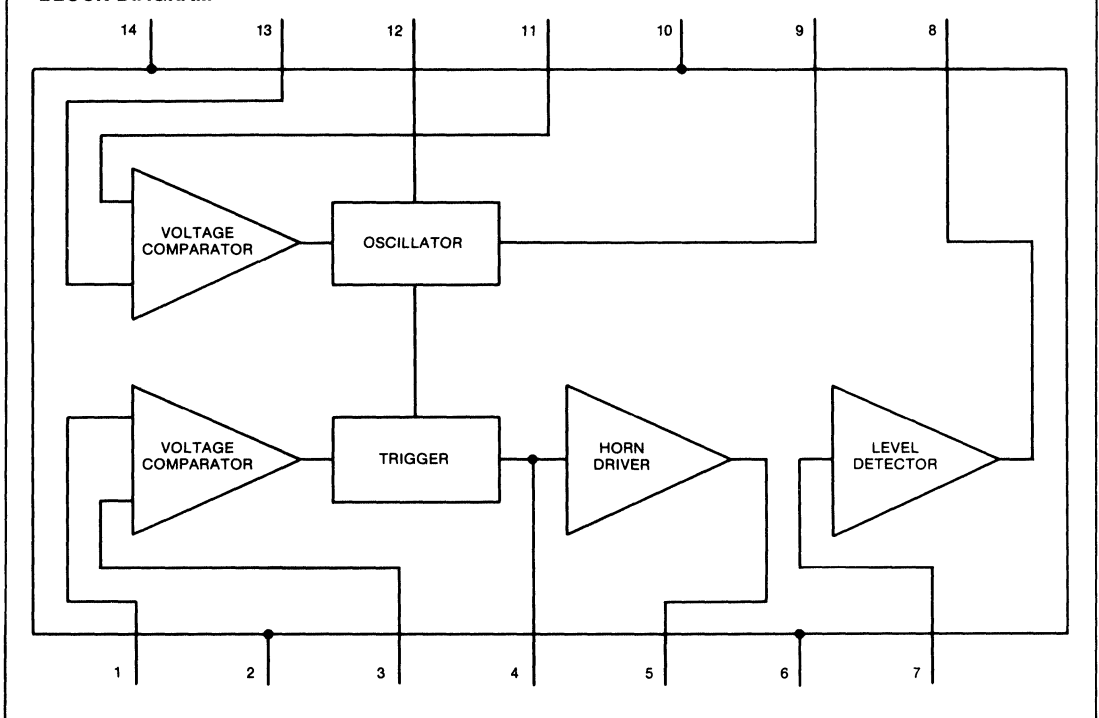 14
13
12
11
10
9
8
VOLTAGE
COMPARATOR
OSCILLATOR
VOLTAGE
COMPARATOR
TRIGGER
HORN
DRIVER
LEVEL
DETECTOR
1
2
3
4
5
6
7